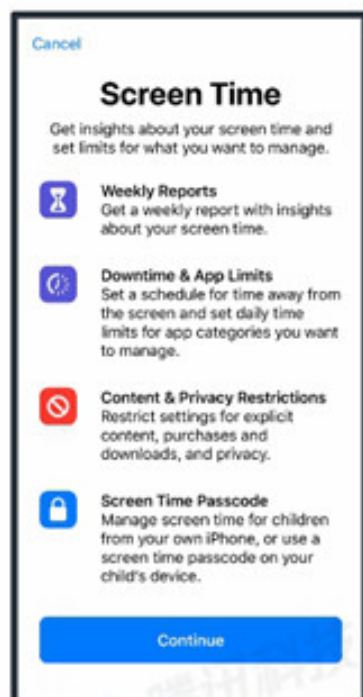 Cancel
Screen Time
Get insights about your screen time and
set limits for what you want to manage.
Weekly Reports
Get a weekly report with insights
about your screen time.
Downtime & App Limits
Set a schedule for time away from
the screen and set daily time
limits for app categories you want
to manage.
Content & Privacy Restrictions
Restrict settings for explicit
content, purchases and
downloads, and privacy.
Screen Time Passcode
Manage screen time for children
from your own iPhone, or use a
screen time passcode on your
child's device.
Continue
腾讯科技